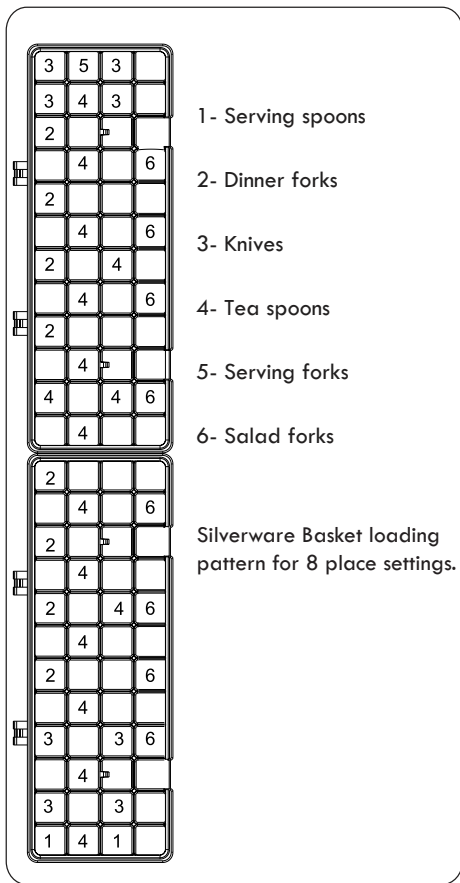 3 5 3
3 4 3
2
4 6
2
4 6
2 4
4 6
2
4
4 4 6
4
2
4 6
2
4
2 4 6
4
2 6
4
3 3 6
4
3 3
1 4 1
1- Serving spoons
2- Dinner forks
3- Knives
4- Tea spoons
5- Serving forks
6- Salad forks
Silverware Basket loading
pattern for 8 place settings.